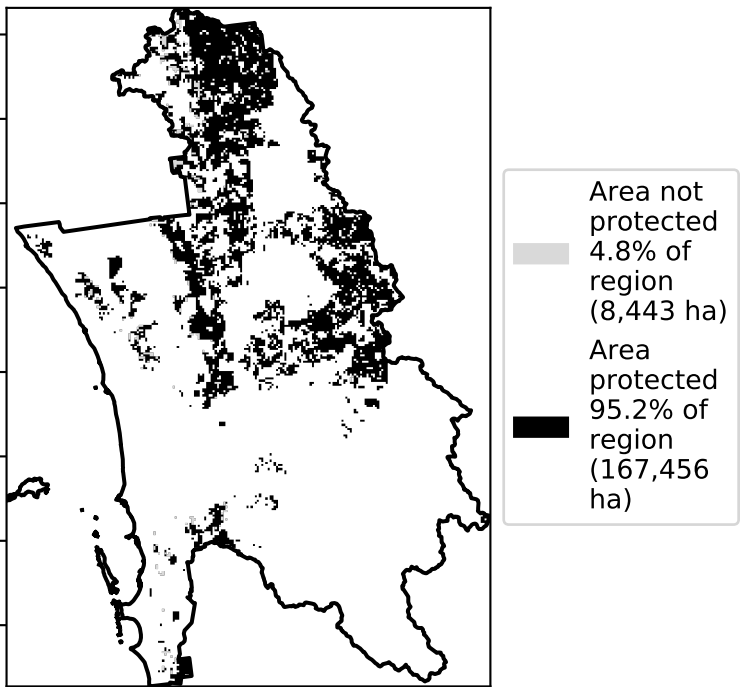 Area not
protected
4.8% of
region
(8,443 ha)
Area
protected
95.2% of
region
(167,456
ha)